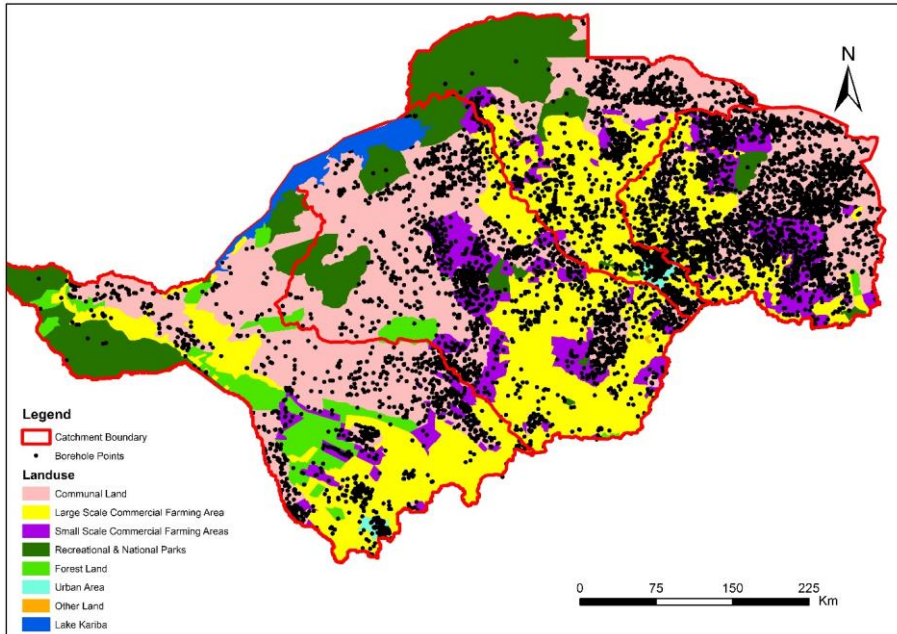 N
Legend
Catchment Boundary
Borehole Points
Landuse
Communal Land
Large Scale Commercial Farming Area
Small Scale Commercial Farming Areas
Recreational & National Parks
Forest Land
Urban Area
Other Land
Lake Kariba
0 75 150 225
Km